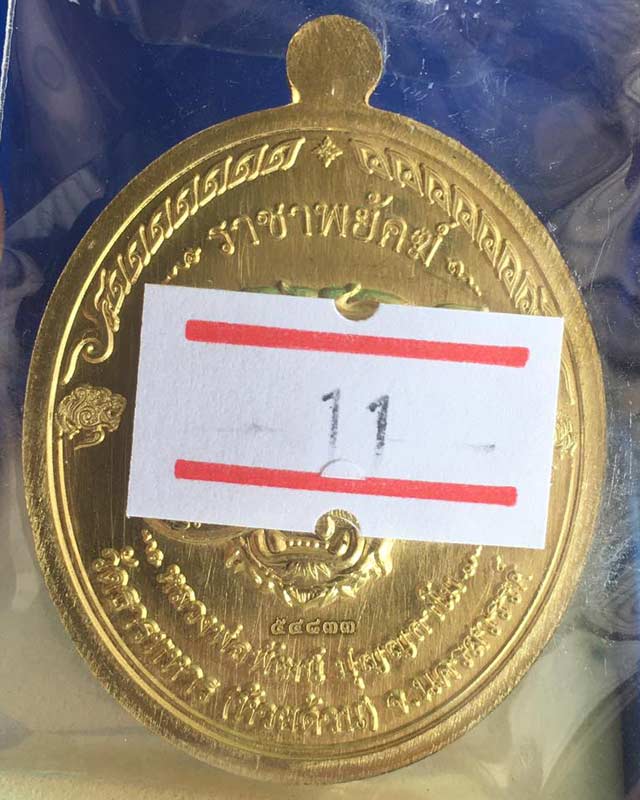 ราชาพยัคฆ์
11
๕๔๘๓๓
หลวงพ่อพัฒน์ ปุญญกาโม
วัดธารทหาร (ห้วยด้วน) จ.นครสวรรค์